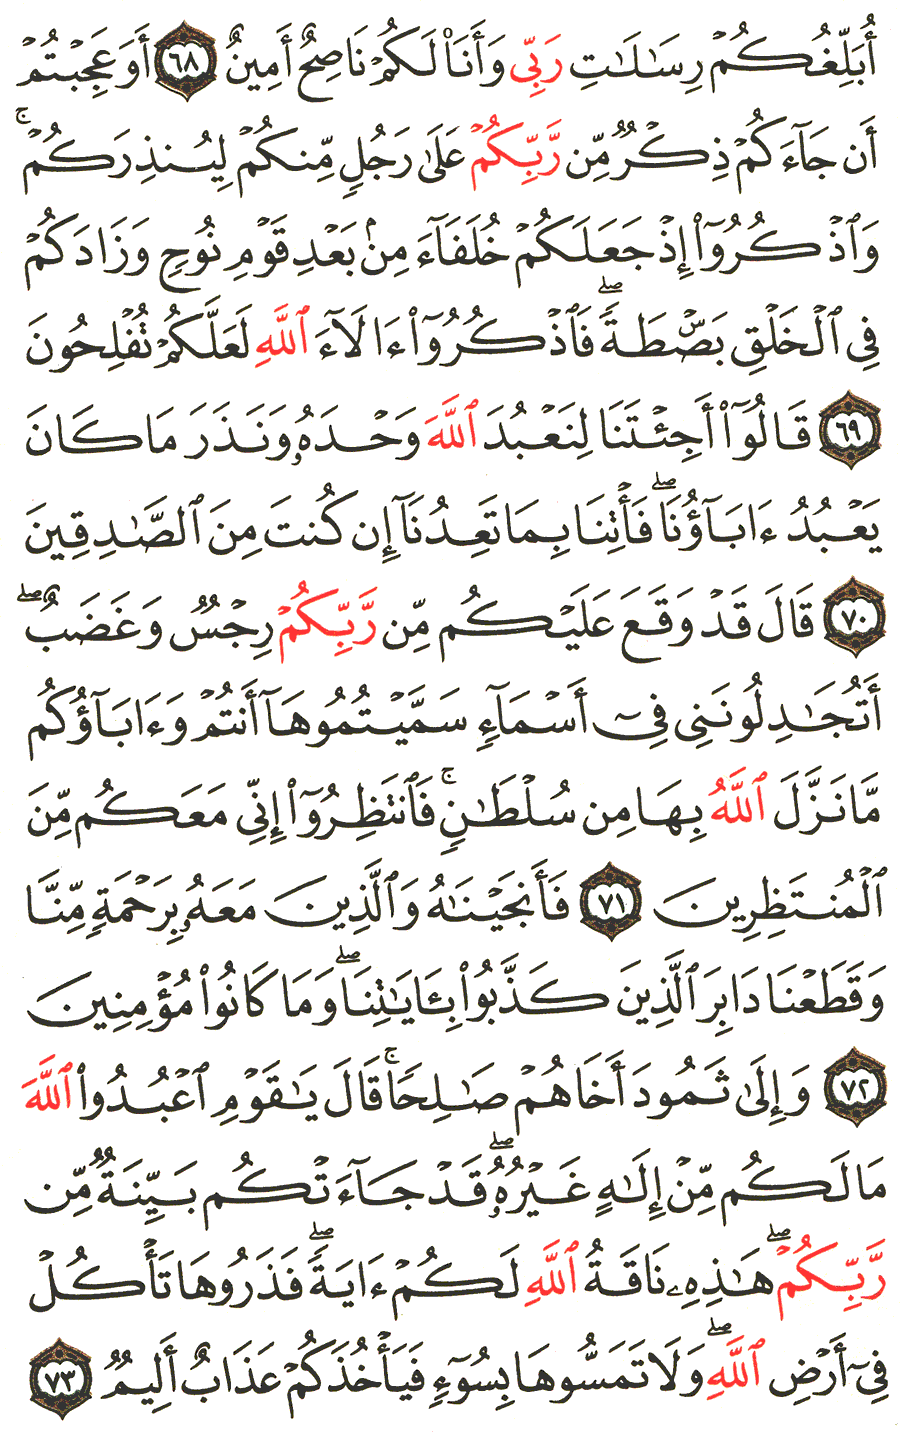 أُبَلِّغُكُمْ رِسَٰلَٰتِ رَبِّى وَأَنَا۠ لَكُمْ نَاصِحٌ أَمِينٌ ٦٨ أَوَعَجِبْتُمْ
أَن جَآءَكُمْ ذِكْرٌ مِّن رَّبِّكُمْ عَلَىٰ رَجُلٍ مِّنكُمْ لِيُنذِرَكُمْ ۚ
وَٱذْكُرُوٓا۟ إِذْ جَعَلَكُمْ خُلَفَآءَ مِنۢ بَعْدِ قَوْمِ نُوحٍ وَزَادَكُمْ
فِى ٱلْخَلْقِ بَصْۜطَةً ۖ فَٱذْكُرُوٓا۟ ءَالَآءَ ٱللَّهِ لَعَلَّكُمْ تُفْلِحُونَ
٦٩ قَالُوٓا۟ أَجِئْتَنَا لِنَعْبُدَ ٱللَّهَ وَحْدَهُۥ وَنَذَرَ مَا كَانَ
يَعْبُدُ ءَابَآؤُنَا ۖ فَأْتِنَا بِمَا تَعِدُنَآ إِن كُنتَ مِنَ ٱلصَّٰدِقِينَ
٧٠ قَالَ قَدْ وَقَعَ عَلَيْكُم مِّن رَّبِّكُمْ رِجْسٌ وَغَضَبٌ ۖ
أَتُجَٰدِلُونَنِى فِىٓ أَسْمَآءٍ سَمَّيْتُمُوهَآ أَنتُمْ وَءَابَآؤُكُم
مَّا نَزَّلَ ٱللَّهُ بِهَا مِن سُلْطَٰنٍ ۚ فَٱنتَظِرُوٓا۟ إِنِّى مَعَكُم مِّنَ
ٱلْمُنتَظِرِينَ ٧١ فَأَنجَيْنَٰهُ وَٱلَّذِينَ مَعَهُۥ بِرَحْمَةٍ مِّنَّا
وَقَطَعْنَا دَابِرَ ٱلَّذِينَ كَذَّبُوا۟ بِـَٔايَٰتِنَا ۖ وَمَا كَانُوا۟ مُؤْمِنِينَ
٧٢ وَإِلَىٰ ثَمُودَ أَخَاهُمْ صَٰلِحًا ۚ قَالَ يَٰقَوْمِ ٱعْبُدُوا۟ ٱللَّهَ
مَا لَكُم مِّنْ إِلَٰهٍ غَيْرُهُۥ ۖ قَدْ جَآءَتْكُم بَيِّنَةٌ مِّن
رَّبِّكُمْ ۖ هَٰذِهِۦ نَاقَةُ ٱللَّهِ لَكُمْ ءَايَةً ۖ فَذَرُوهَا تَأْكُلْ
فِىٓ أَرْضِ ٱللَّهِ ۖ وَلَا تَمَسُّوهَا بِسُوٓءٍ فَيَأْخُذَكُمْ عَذَابٌ أَلِيمٌ ٧٣